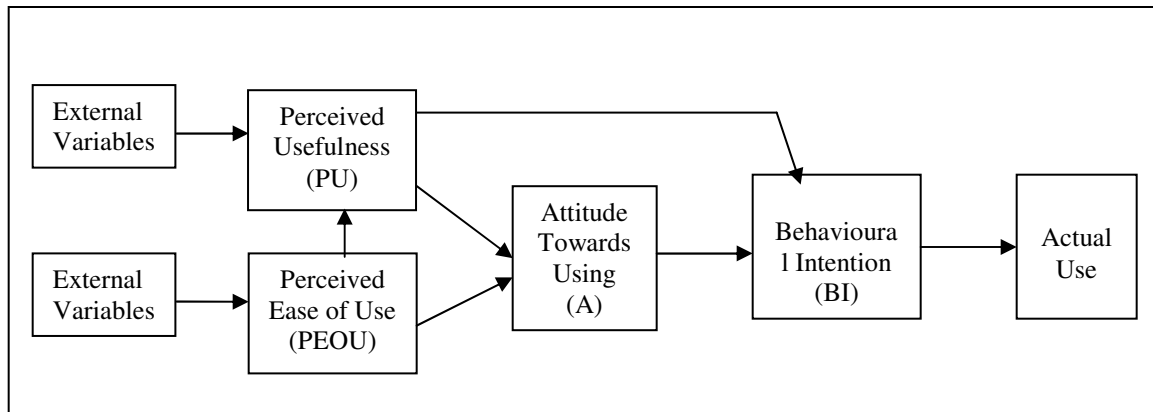 External
Variables
Perceived
Usefulness
(PU)
External
Variables
Perceived
Ease of Use
(PEOU)
Attitude
Towards
Using
(A)
Behavioura
l Intention
(BI)
Actual
Use